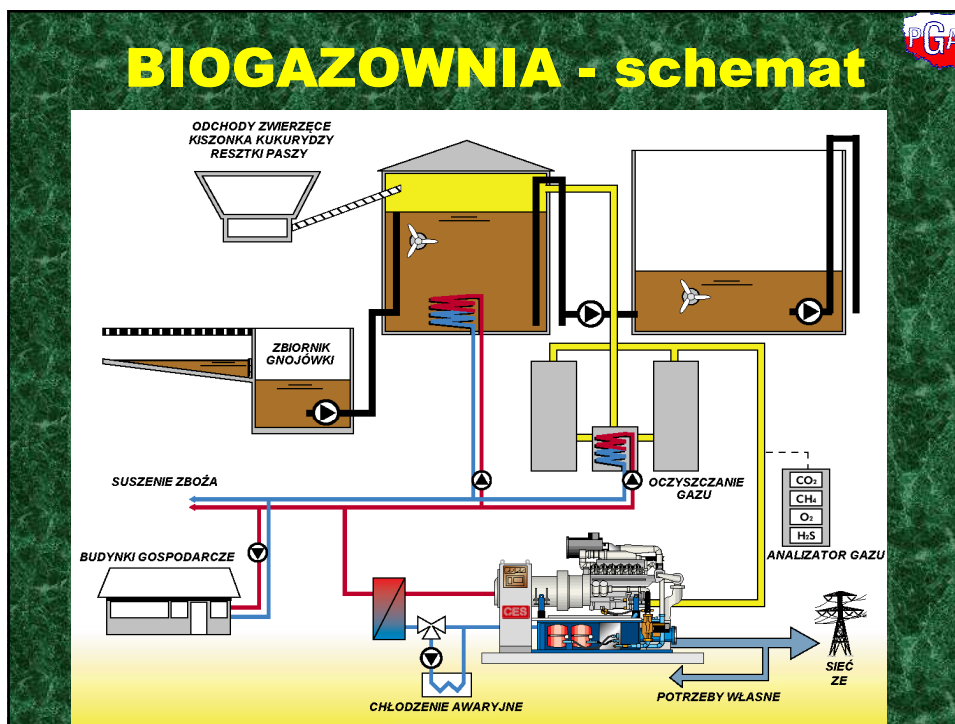 BIOGAZOWNIA - schemat
PGA
ODCHODY ZWIERZĘCE
KISZONKA KUKURYDZY
RESZTKI PASZY
ZBIORNIK
GNOJÓWKI
SUSZENIE ZBOŻA
OCZYSZCZANIE
GAZU
CO₂
CH₄
O₂
H₂S
ANALIZATOR GAZU
BUDYNKI GOSPODARCZE
CES
SIEĆ
ZE
POTRZEBY WŁASNE
CHŁODZENIE AWARYJNE